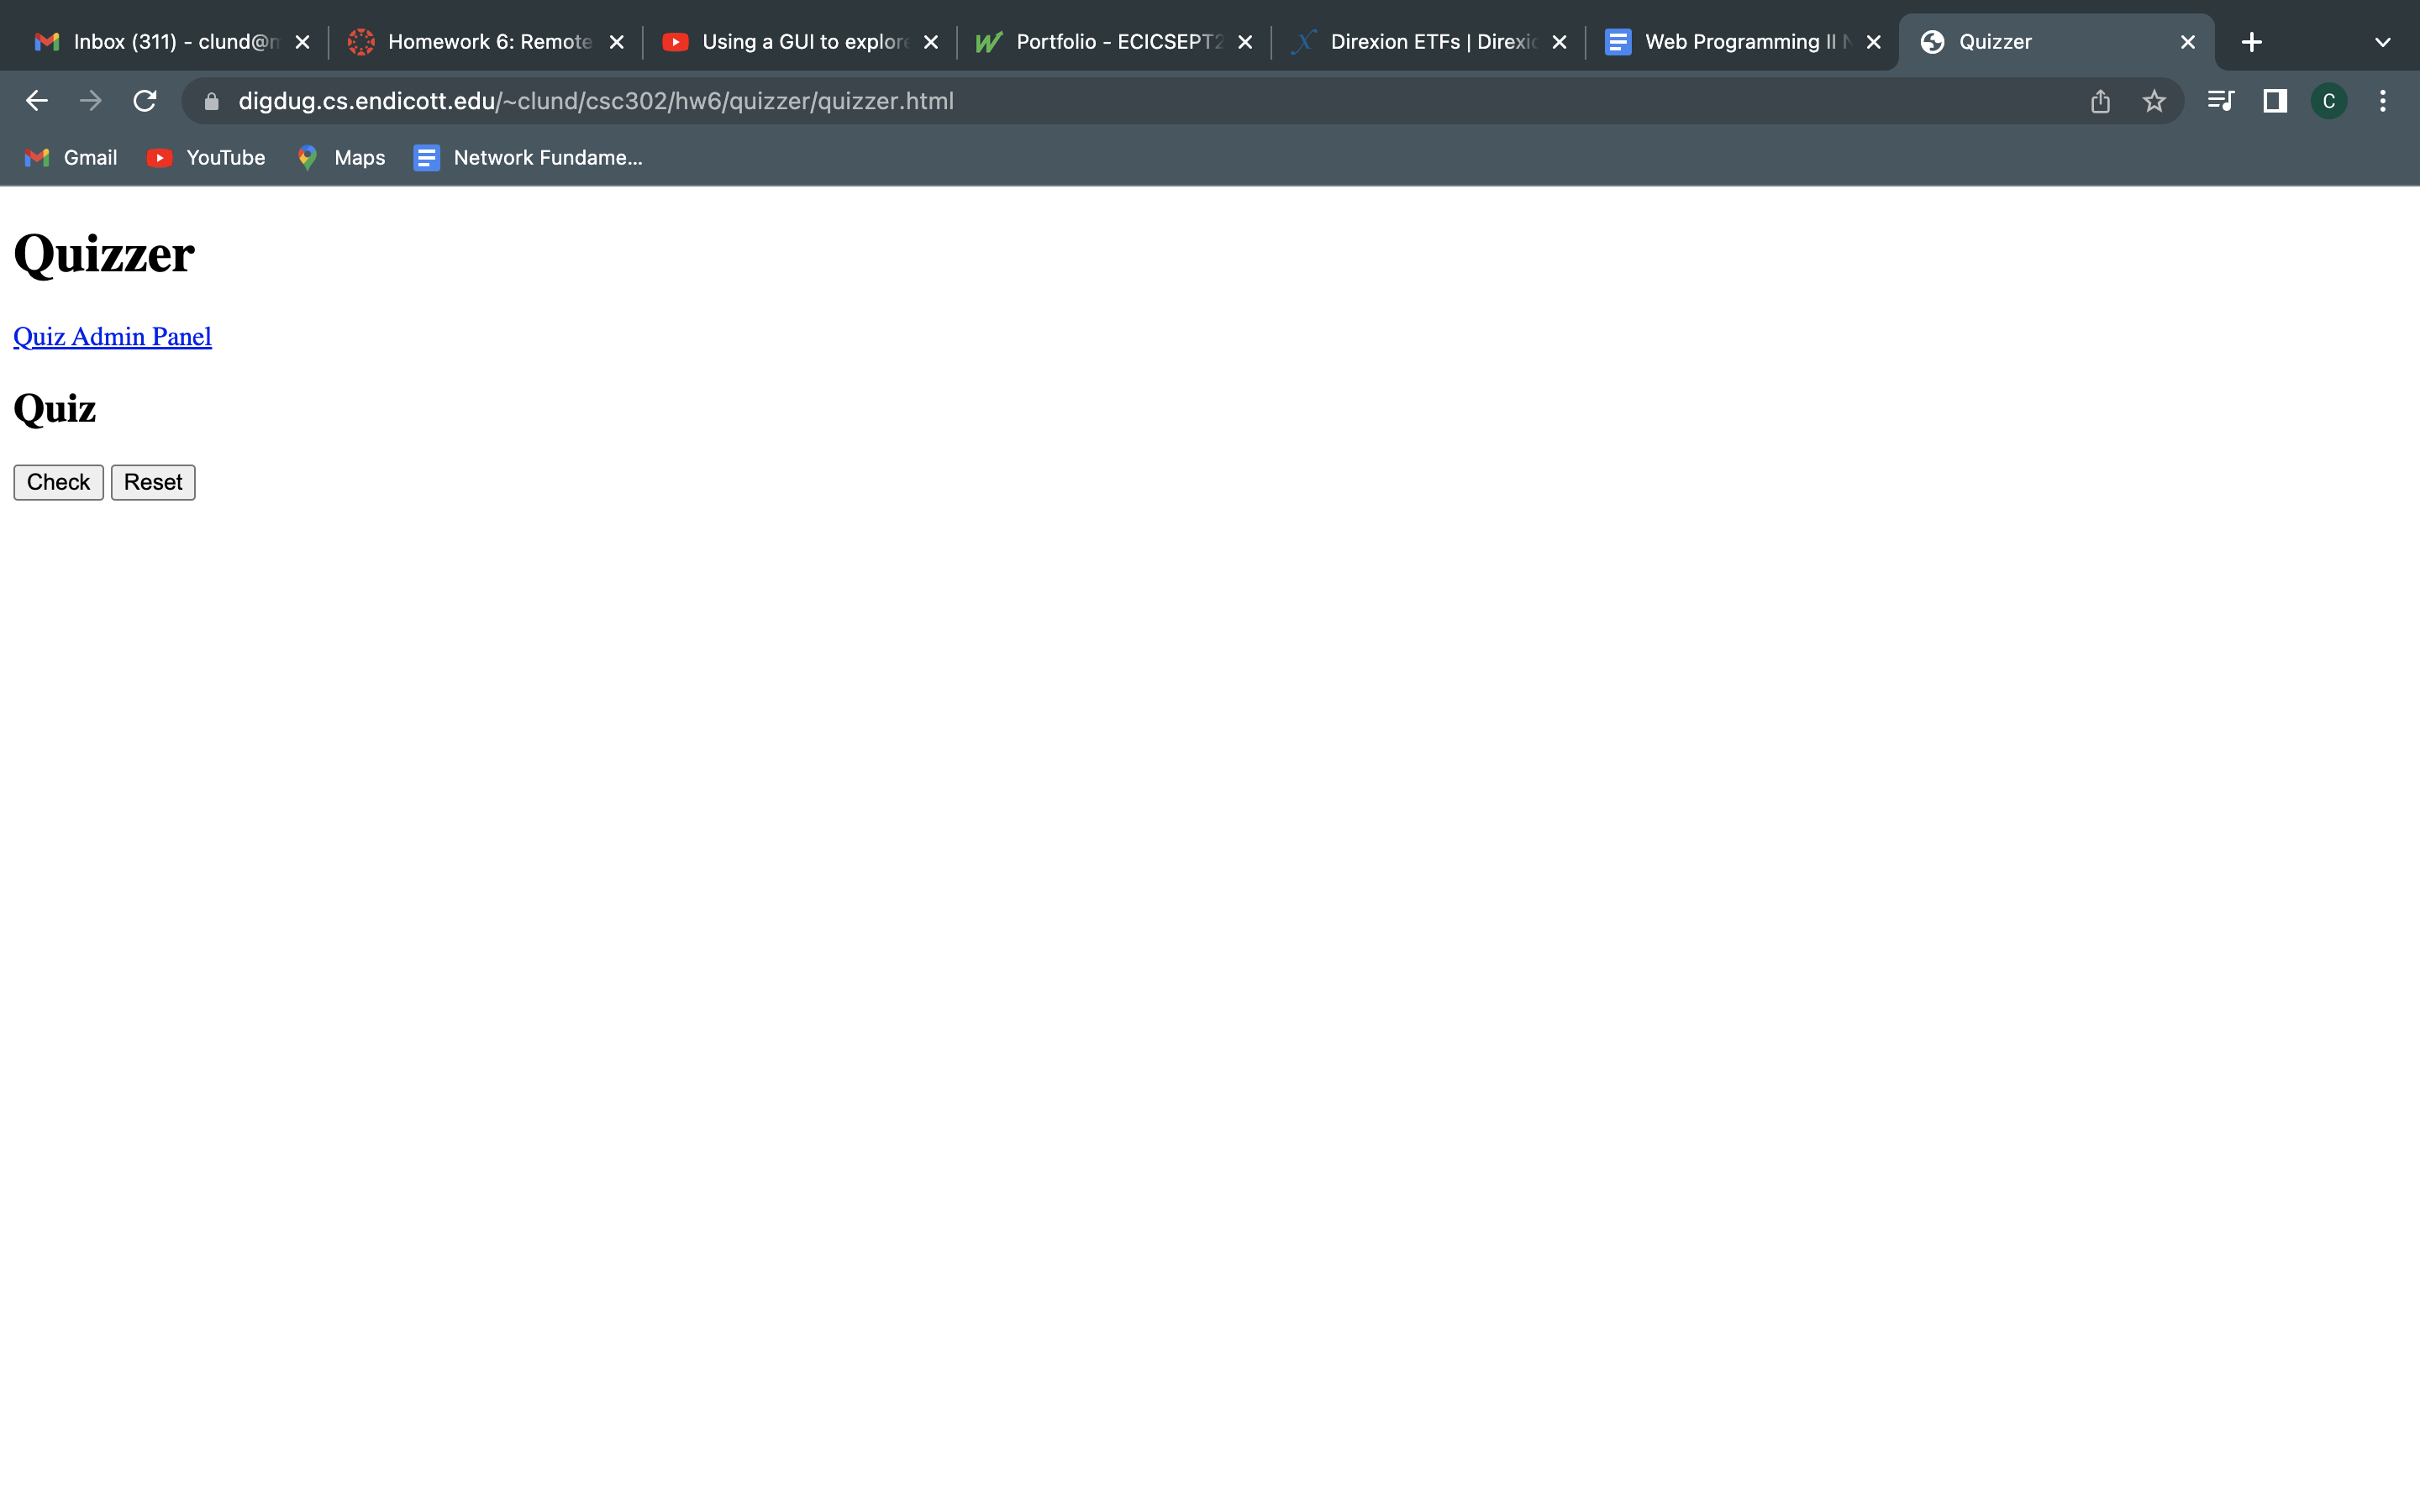 Inbox (311) - clund@
Homework 6: Remote
Using a GUI to explore
Portfolio - ECICSEPT2
Direxion ETFs | Direxio
Web Programming II
Quizzer
digdug.cs.endicott.edu/~clund/csc302/hw6/quizzer/quizzer.html
C
Gmail
YouTube
Maps
Network Fundame...
Quizzer
Quiz Admin Panel
Quiz
Check Reset